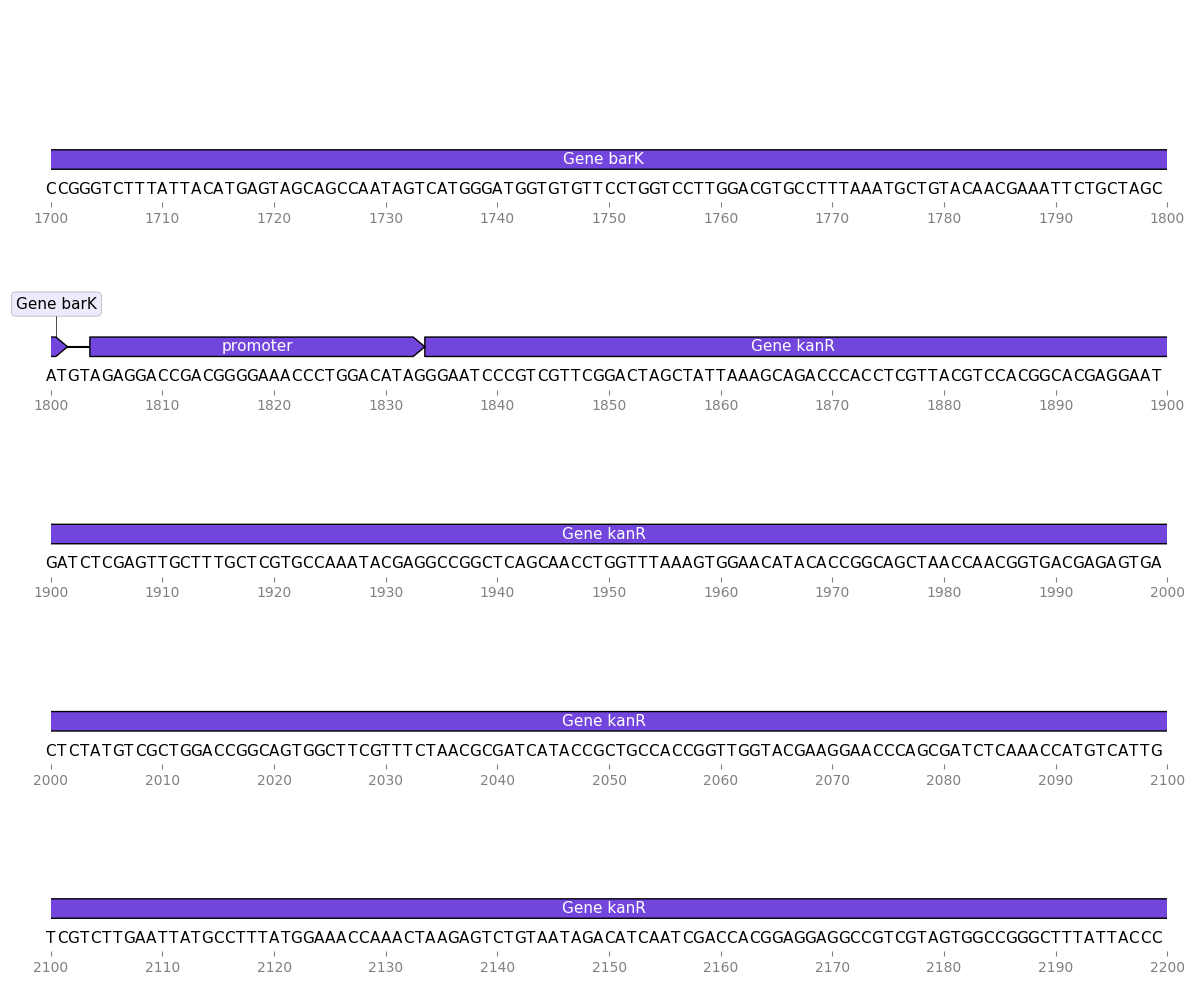 Gene barK
CCGGGTCTTTATTACATGAGTAGCAGCCAATAGTCATGGGATGGTGTGTTCCTGGTCCTTGGACGTGCCTTTAAATGCTGTACAACGAAATTCTGCTAGC
1700 1710 1720 1730 1740 1750 1760 1770 1780 1790 1800
Gene barK
promoter Gene kanR
ATGTAGAGGACCGACGGGGAAACCCTGGACATAGGGAATCCCGTCGTTCGGACTAGCTATTAAAGCAGACCCACCTCGTTACGTCCACGGCACGAGGAAT
1800 1810 1820 1830 1840 1850 1860 1870 1880 1890 1900
Gene kanR
GATCTCGAGTTGCTTTGCTCGTGCCAAATACGAGGCCGGCTCAGCAACCTGGTTTAAAGTGGAACATACACCGGCAGCTAACCAACGGTGACGAGAGTGA
1900 1910 1920 1930 1940 1950 1960 1970 1980 1990 2000
Gene kanR
CTCTATGTCGCTGGACCGGCAGTGGCTTCGTTTCTAACGCGATCATACCGCTGCCACCGGTTGGTACGAAGGAACCCAGCGATCTCAAACCATGTCATTG
2000 2010 2020 2030 2040 2050 2060 2070 2080 2090 2100
Gene kanR
TCGTCTTGAATTATGCCTTTATGGAAACCAAACTAAGAGTCTGTAATAGACATCAATCGACCACGGAGGAGGCCGTCGTAGTGGCCGGGCTTTATTACCC
2100 2110 2120 2130 2140 2150 2160 2170 2180 2190 2200